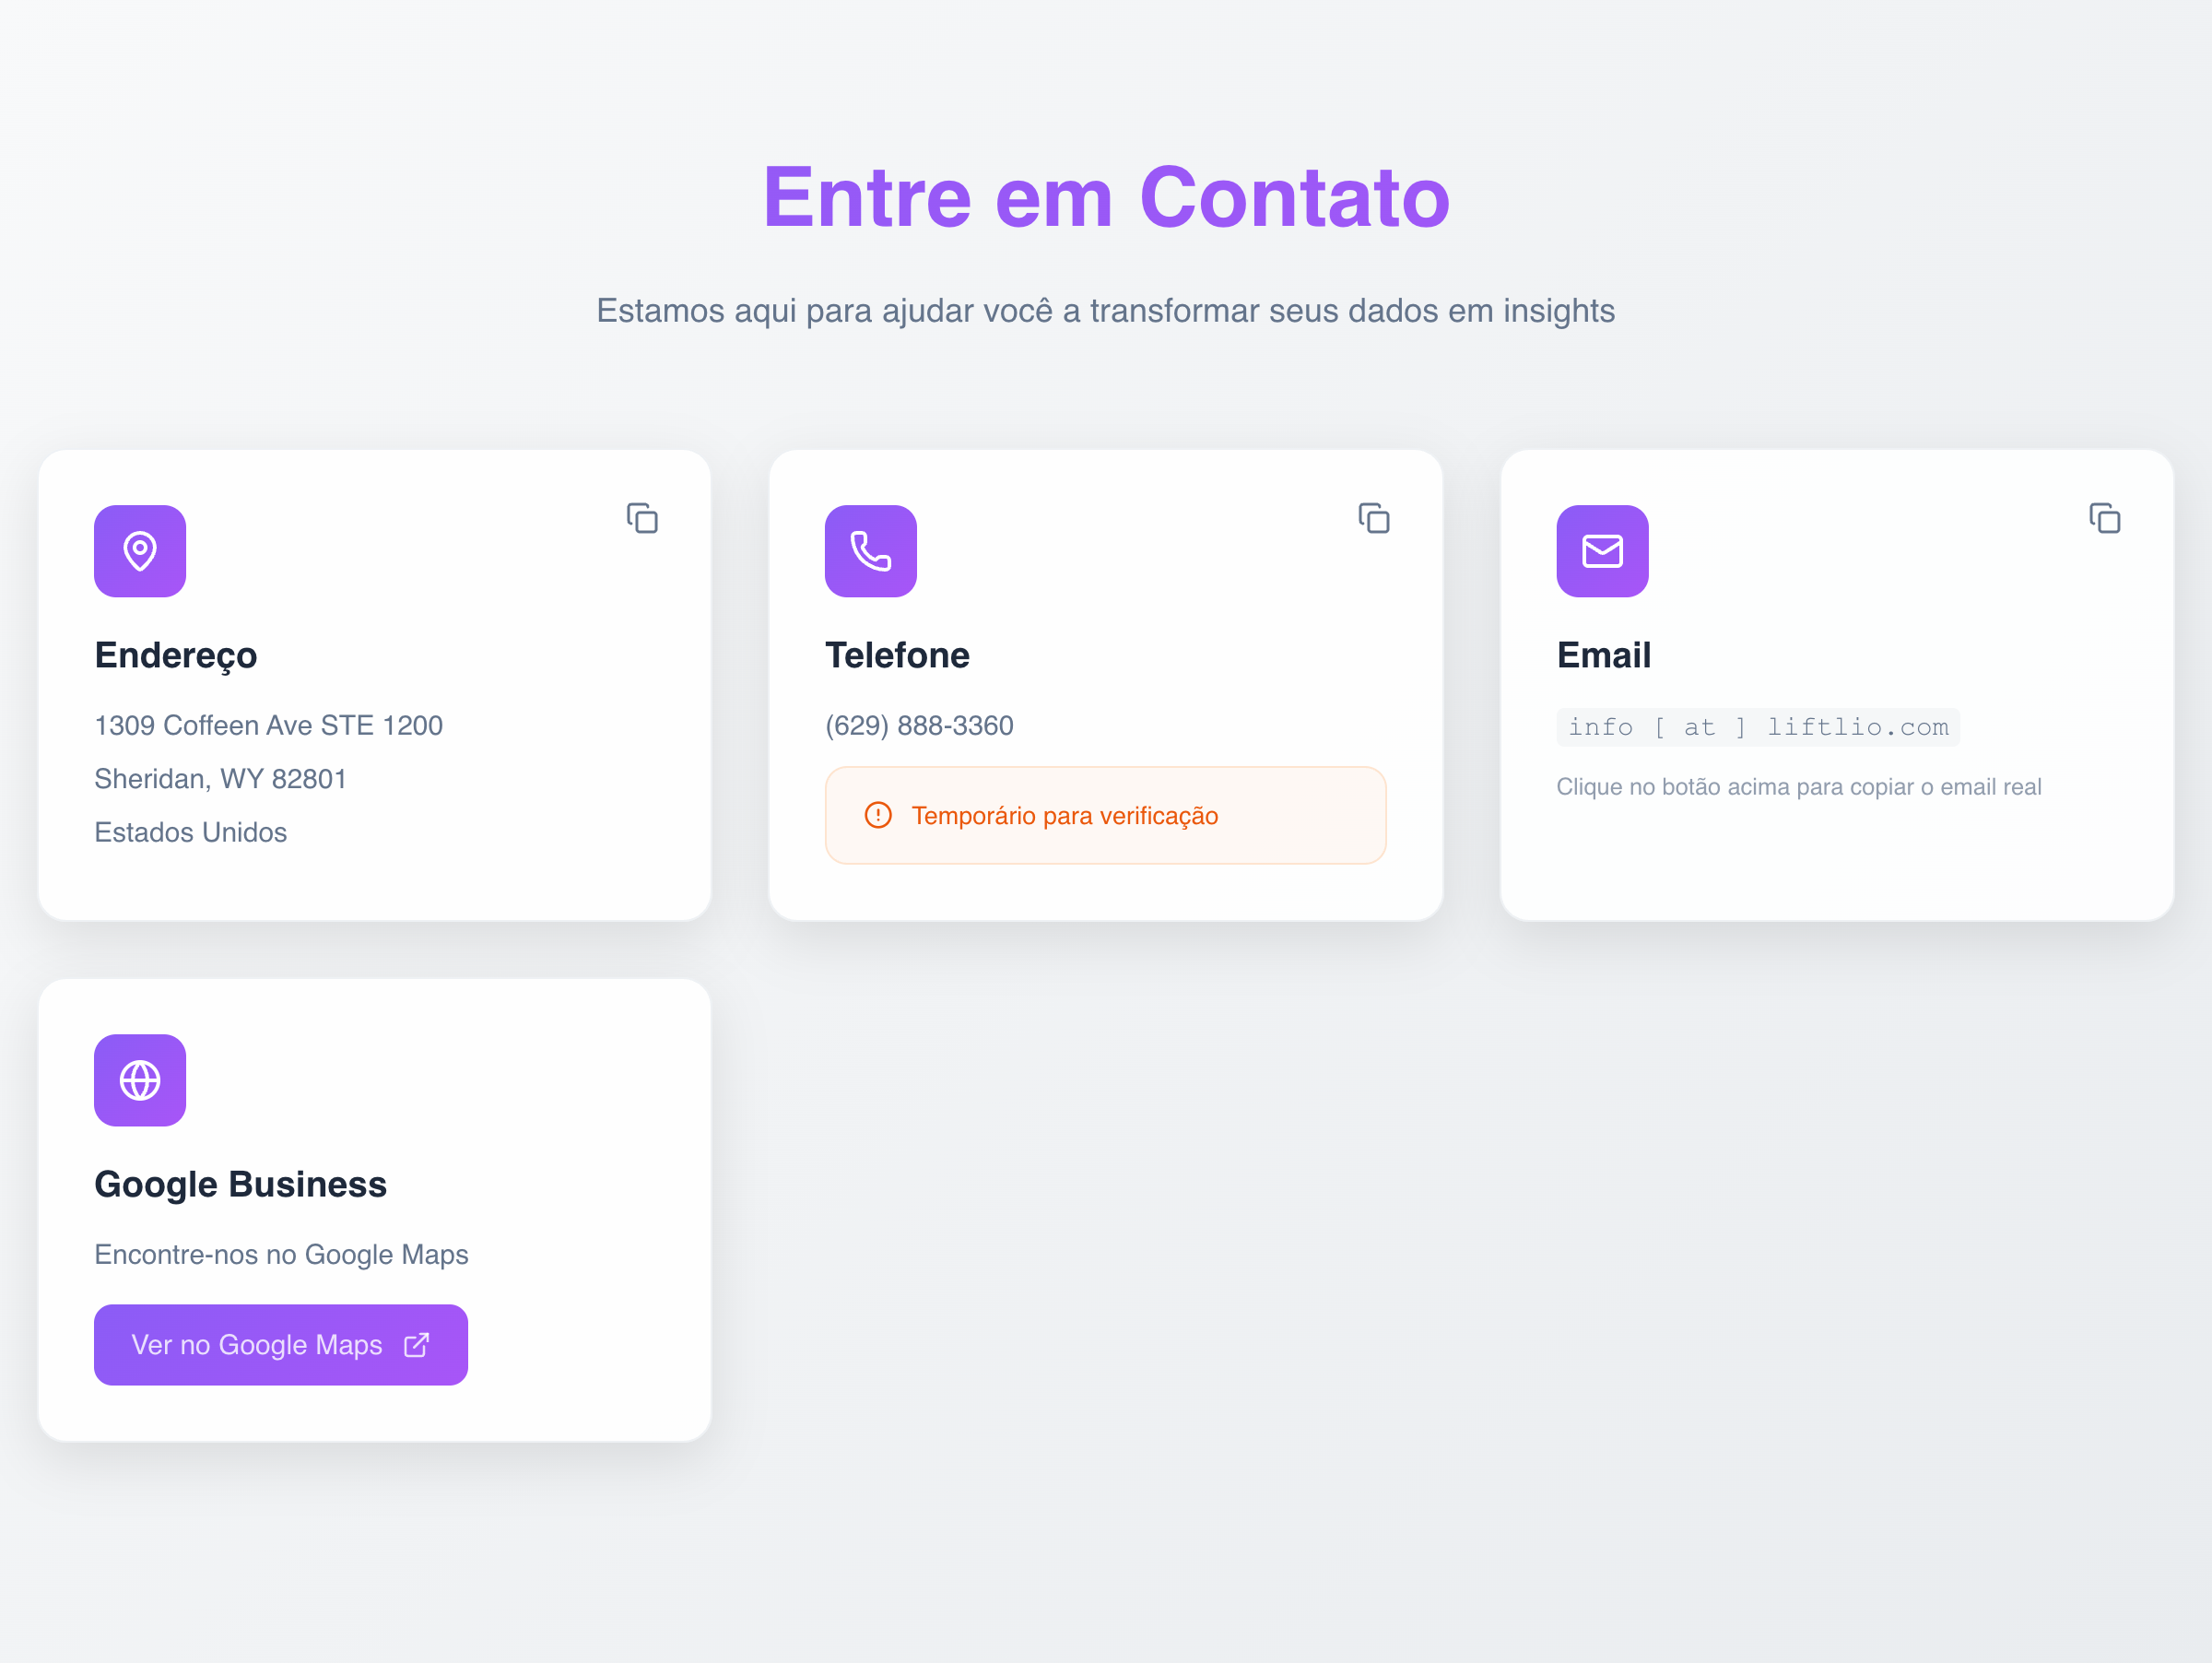 Entre em Contato
Estamos aqui para ajudar você a transformar seus dados em insights
Endereço
1309 Coffeen Ave STE 1200
Sheridan, WY 82801
Estados Unidos
Telefone
(629) 888-3360
Temporário para verificação
Email
info [ at ] liftlio.com
Clique no botão acima para copiar o email real
Google Business
Encontre-nos no Google Maps
Ver no Google Maps